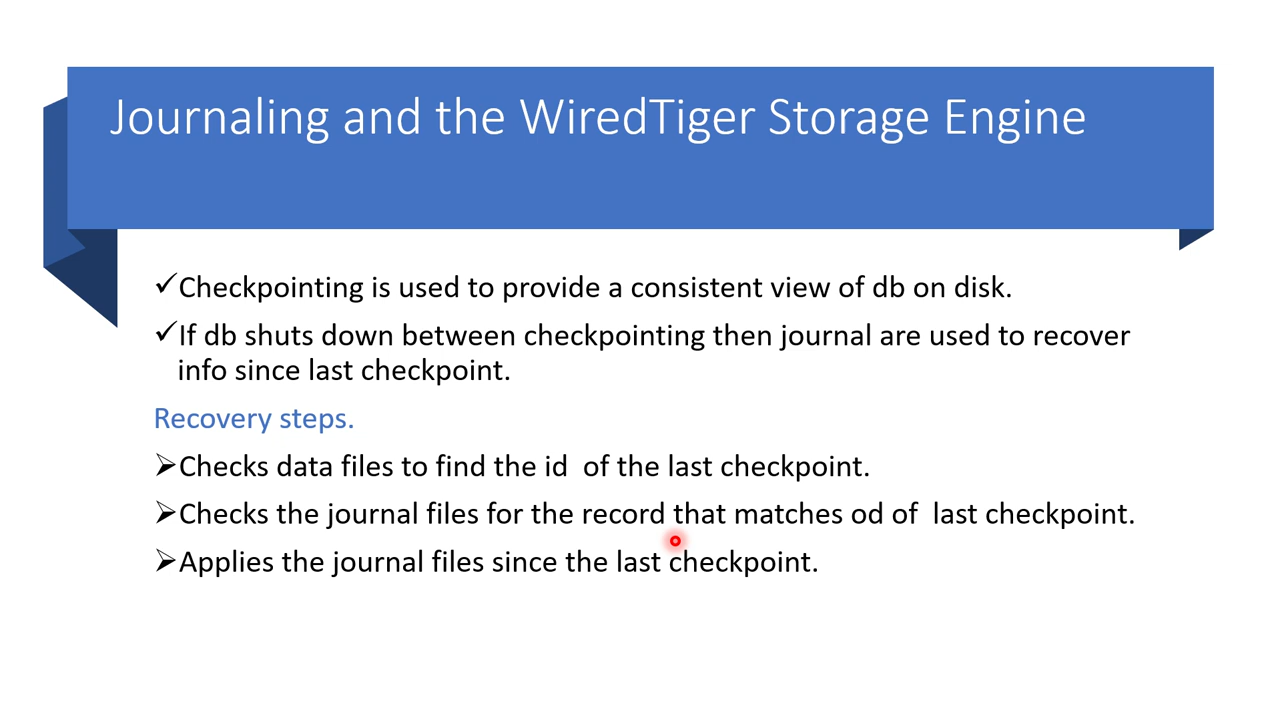 Journaling and the WiredTiger Storage Engine
✓Checkpointing is used to provide a consistent view of db on disk.
✓If db shuts down between checkpointing then journal are used to recover
info since last checkpoint.
Recovery steps.
➢Checks data files to find the id  of the last checkpoint.
➢Checks the journal files for the record that matches od of  last checkpoint.
➢Applies the journal files since the last checkpoint.